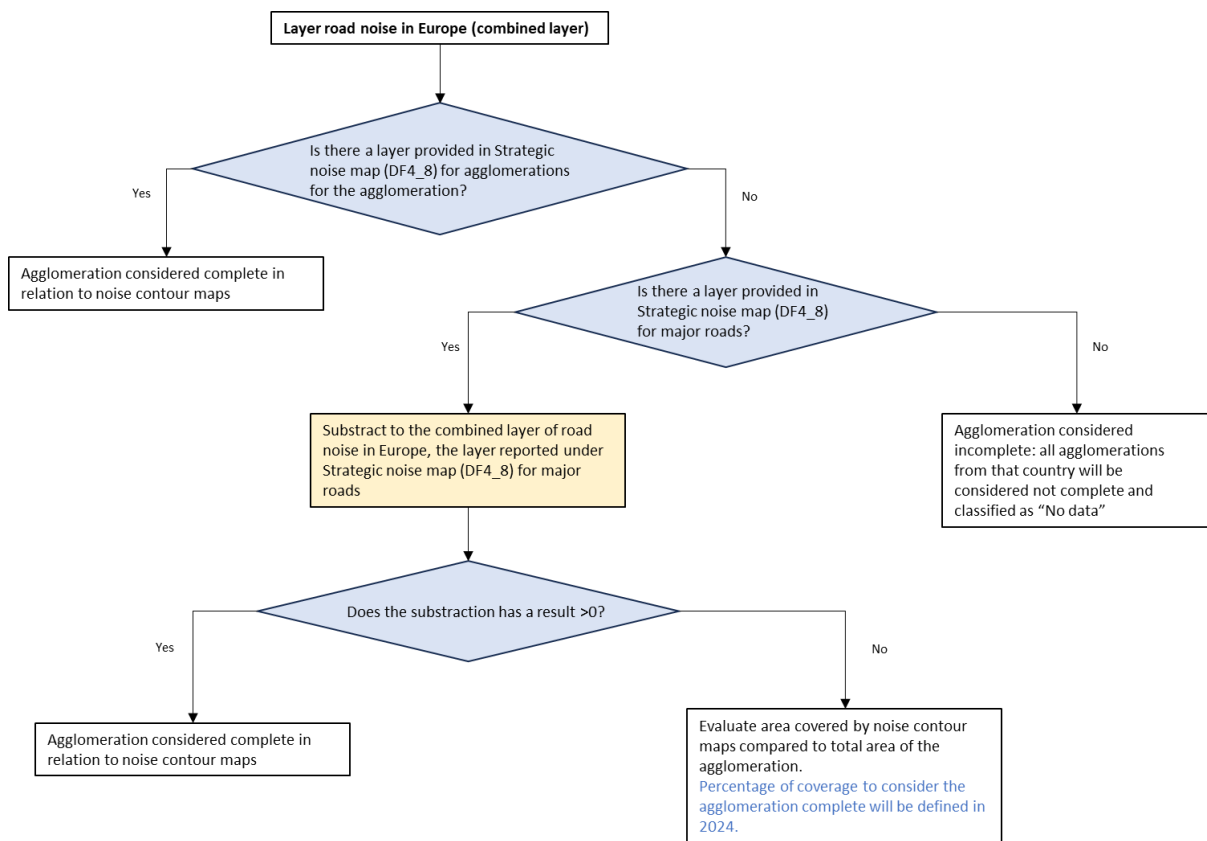 Layer road noise in Europe (combined layer)
Is there a layer provided in Strategic
noise map (DF4_8) for agglomerations
for the agglomeration?
Yes
No
Agglomeration considered complete in
relation to noise contour maps
Is there a layer provided in
Strategic noise map (DF4_8)
for major roads?
Yes
No
Substract to the combined layer of road
noise in Europe, the layer reported under
Strategic noise map (DF4_8) for major
roads
Agglomeration considered
incomplete: all agglomerations
from that country will be
considered not complete and
classified as “No data”
Does the substraction has a result >0?
Yes
No
Agglomeration considered complete in
relation to noise contour maps
Evaluate area covered by noise contour
maps compared to total area of the
agglomeration.
Percentage of coverage to consider the
agglomeration complete will be defined in
2024.